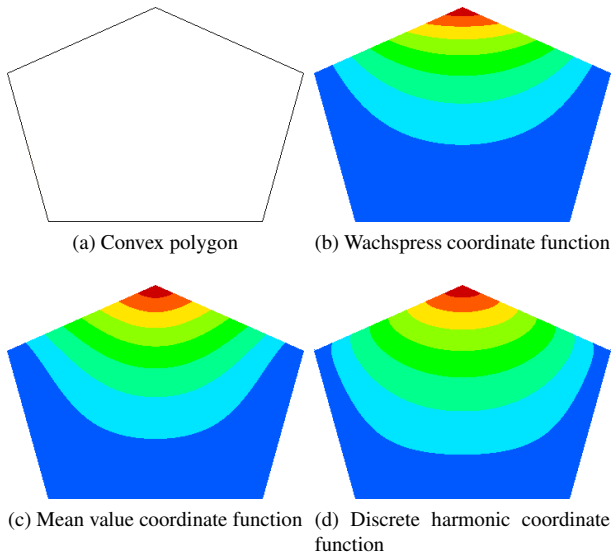 (a) Convex polygon
(b) Wachspress coordinate function
(c) Mean value coordinate function
(d) Discrete harmonic coordinate
function